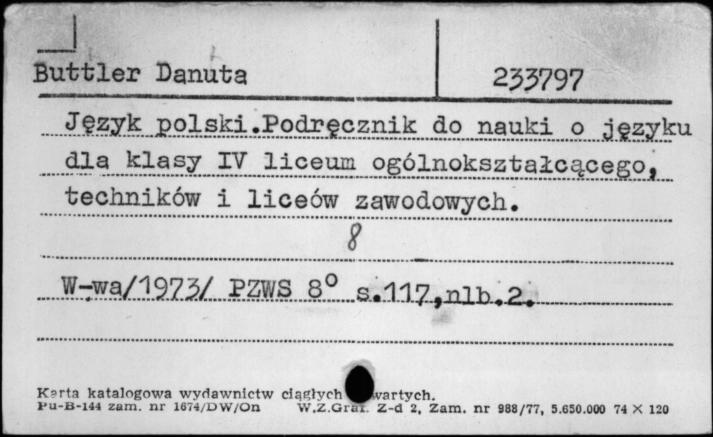 Buttler Danuta 233797
Język polski.Podręcznik do nauki o języku
dla klasy IV liceum ogólnokształcącego,
techników i liceów zawodowych.
8
W-wa/1973/ PZWS 8° s.117,nlb.2.
Karta katalogowa wydawnictw ciągłych wartych.
Pu-B-144 zam. nr 1674/DW/On W.Z.Graf. Z-d 2, Zam. nr 988/77, 5.650.000 74 X 120